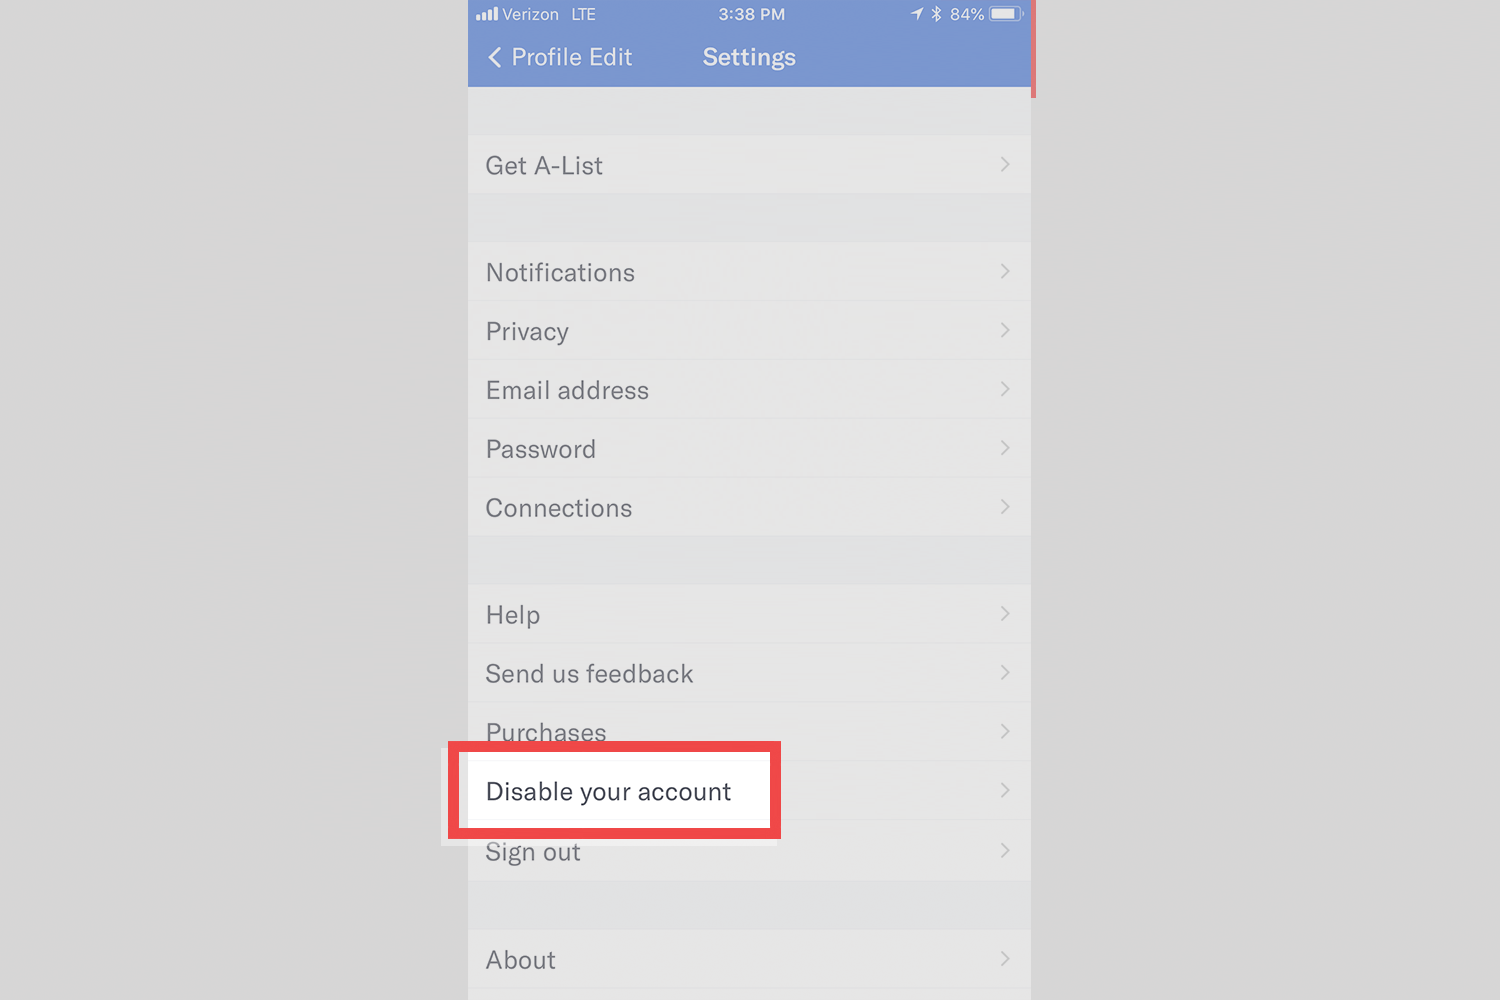 Verizon LTE 3:38 PM 84%
Profile Edit Settings
Get A-List
Notifications
Privacy
Email address
Password
Connections
Help
Send us feedback
Purchases
Disable your account
Sign out
About